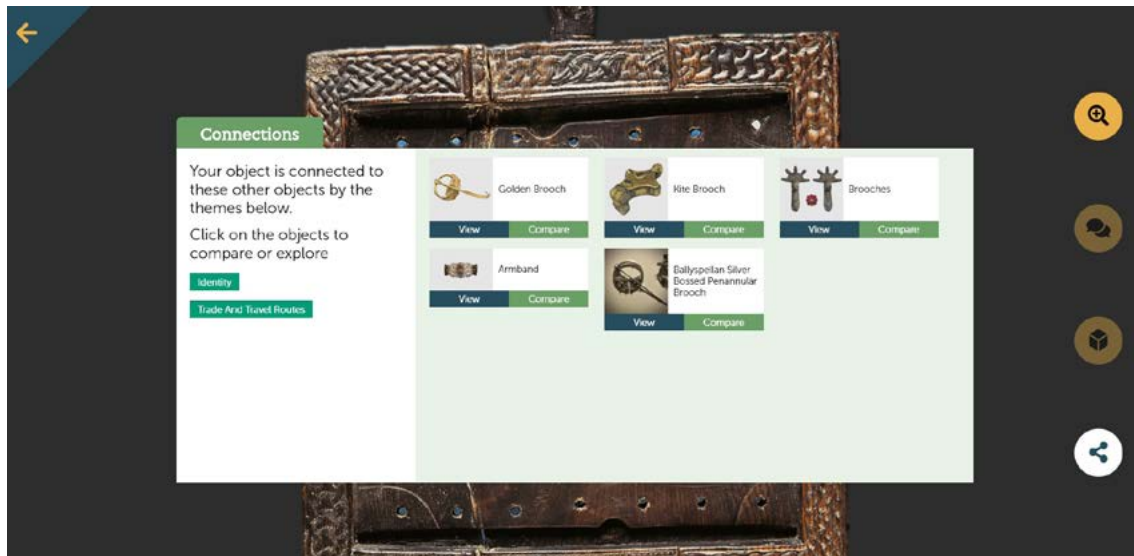 Connections
Your object is connected to
these other objects by the
themes below.
Click on the objects to
compare or explore
Identity
Trade And Travel Routes
Golden Brooch
View Compare
Kite Brooch
View Compare
Brooches
View Compare
Armband
View Compare
Ballyspellan Silver
Bossed Penannular
Brooch
View Compare